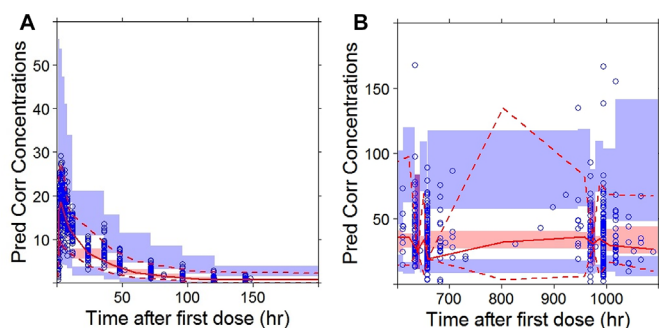 A
B
Pred Corr Concentrations
50
40
30
20
10
50
100
150
Time after first dose (hr)
Pred Corr Concentrations
150
100
50
700
800
900
1000
Time after first dose (hr)